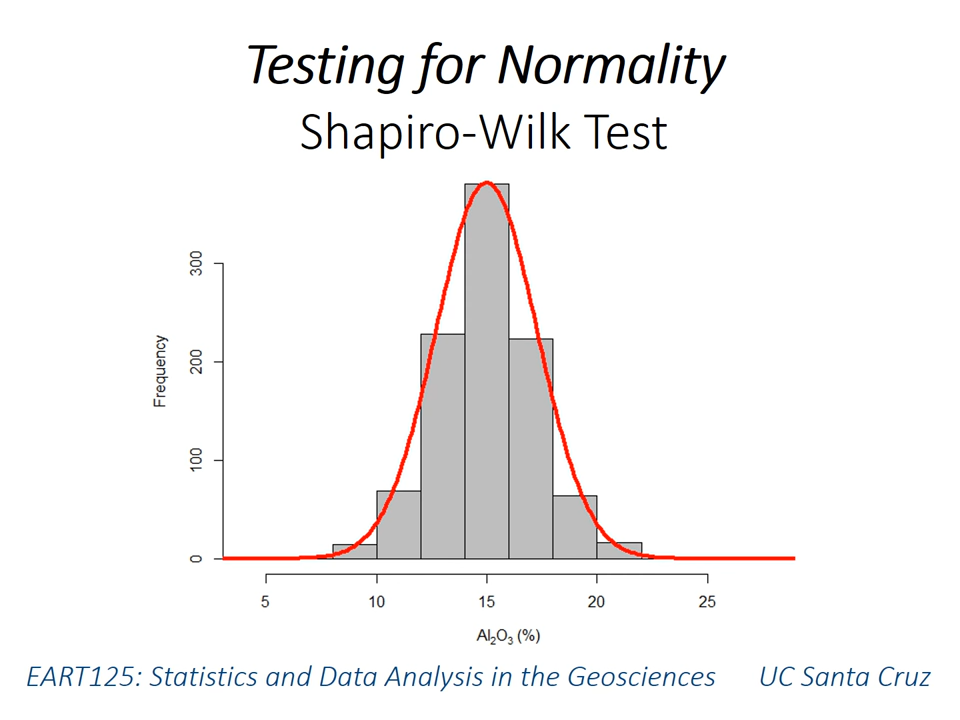 Testing for Normality
Shapiro-Wilk Test
300
200
100
0
Frequency
5 10 15 20 25
Al₂O₃ (%)
EART125: Statistics and Data Analysis in the Geosciences UC Santa Cruz